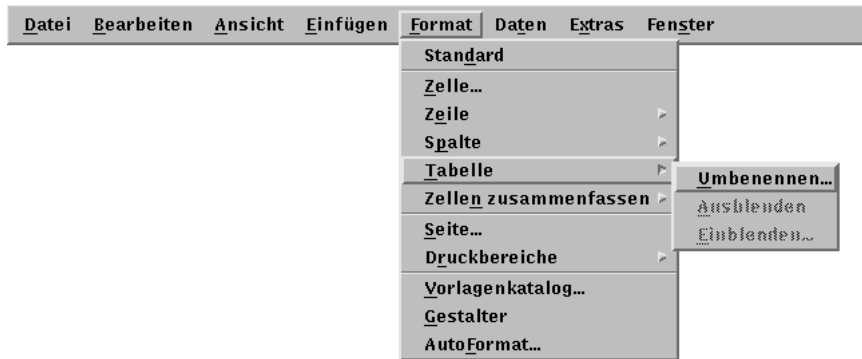 Datei Bearbeiten Ansicht Einfügen Format Daten Extras Fenster
Standard
Zelle...
Zeile
Spalte
Tabelle
Umbenennen...
Zellen zusammenfassen
Ausblenden
Seite...
Einblenden...
Druckbereiche
Vorlagenkatalog...
Gestalter
AutoFormat...